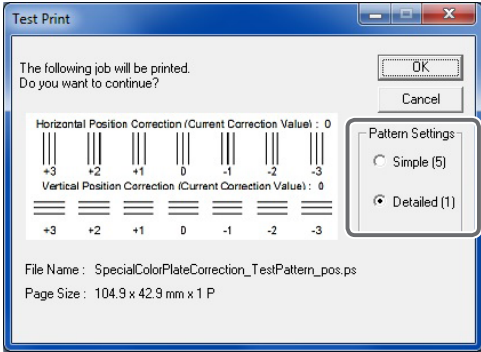 Test Print
The following job will be printed.
Do you want to continue?
OK
Cancel
Horizontal Position Correction (Current Correction Value) : 0
+3 +2 +1 0 -1 -2 -3
Vertical Position Correction (Current Correction Value) : 0
+3 +2 +1 0 -1 -2 -3
Pattern Settings
Simple (5)
Detailed (1)
File Name : SpecialColorPlateCorrection_TestPattern_pos.ps
Page Size : 104.9 x 42.9 mm x 1 P